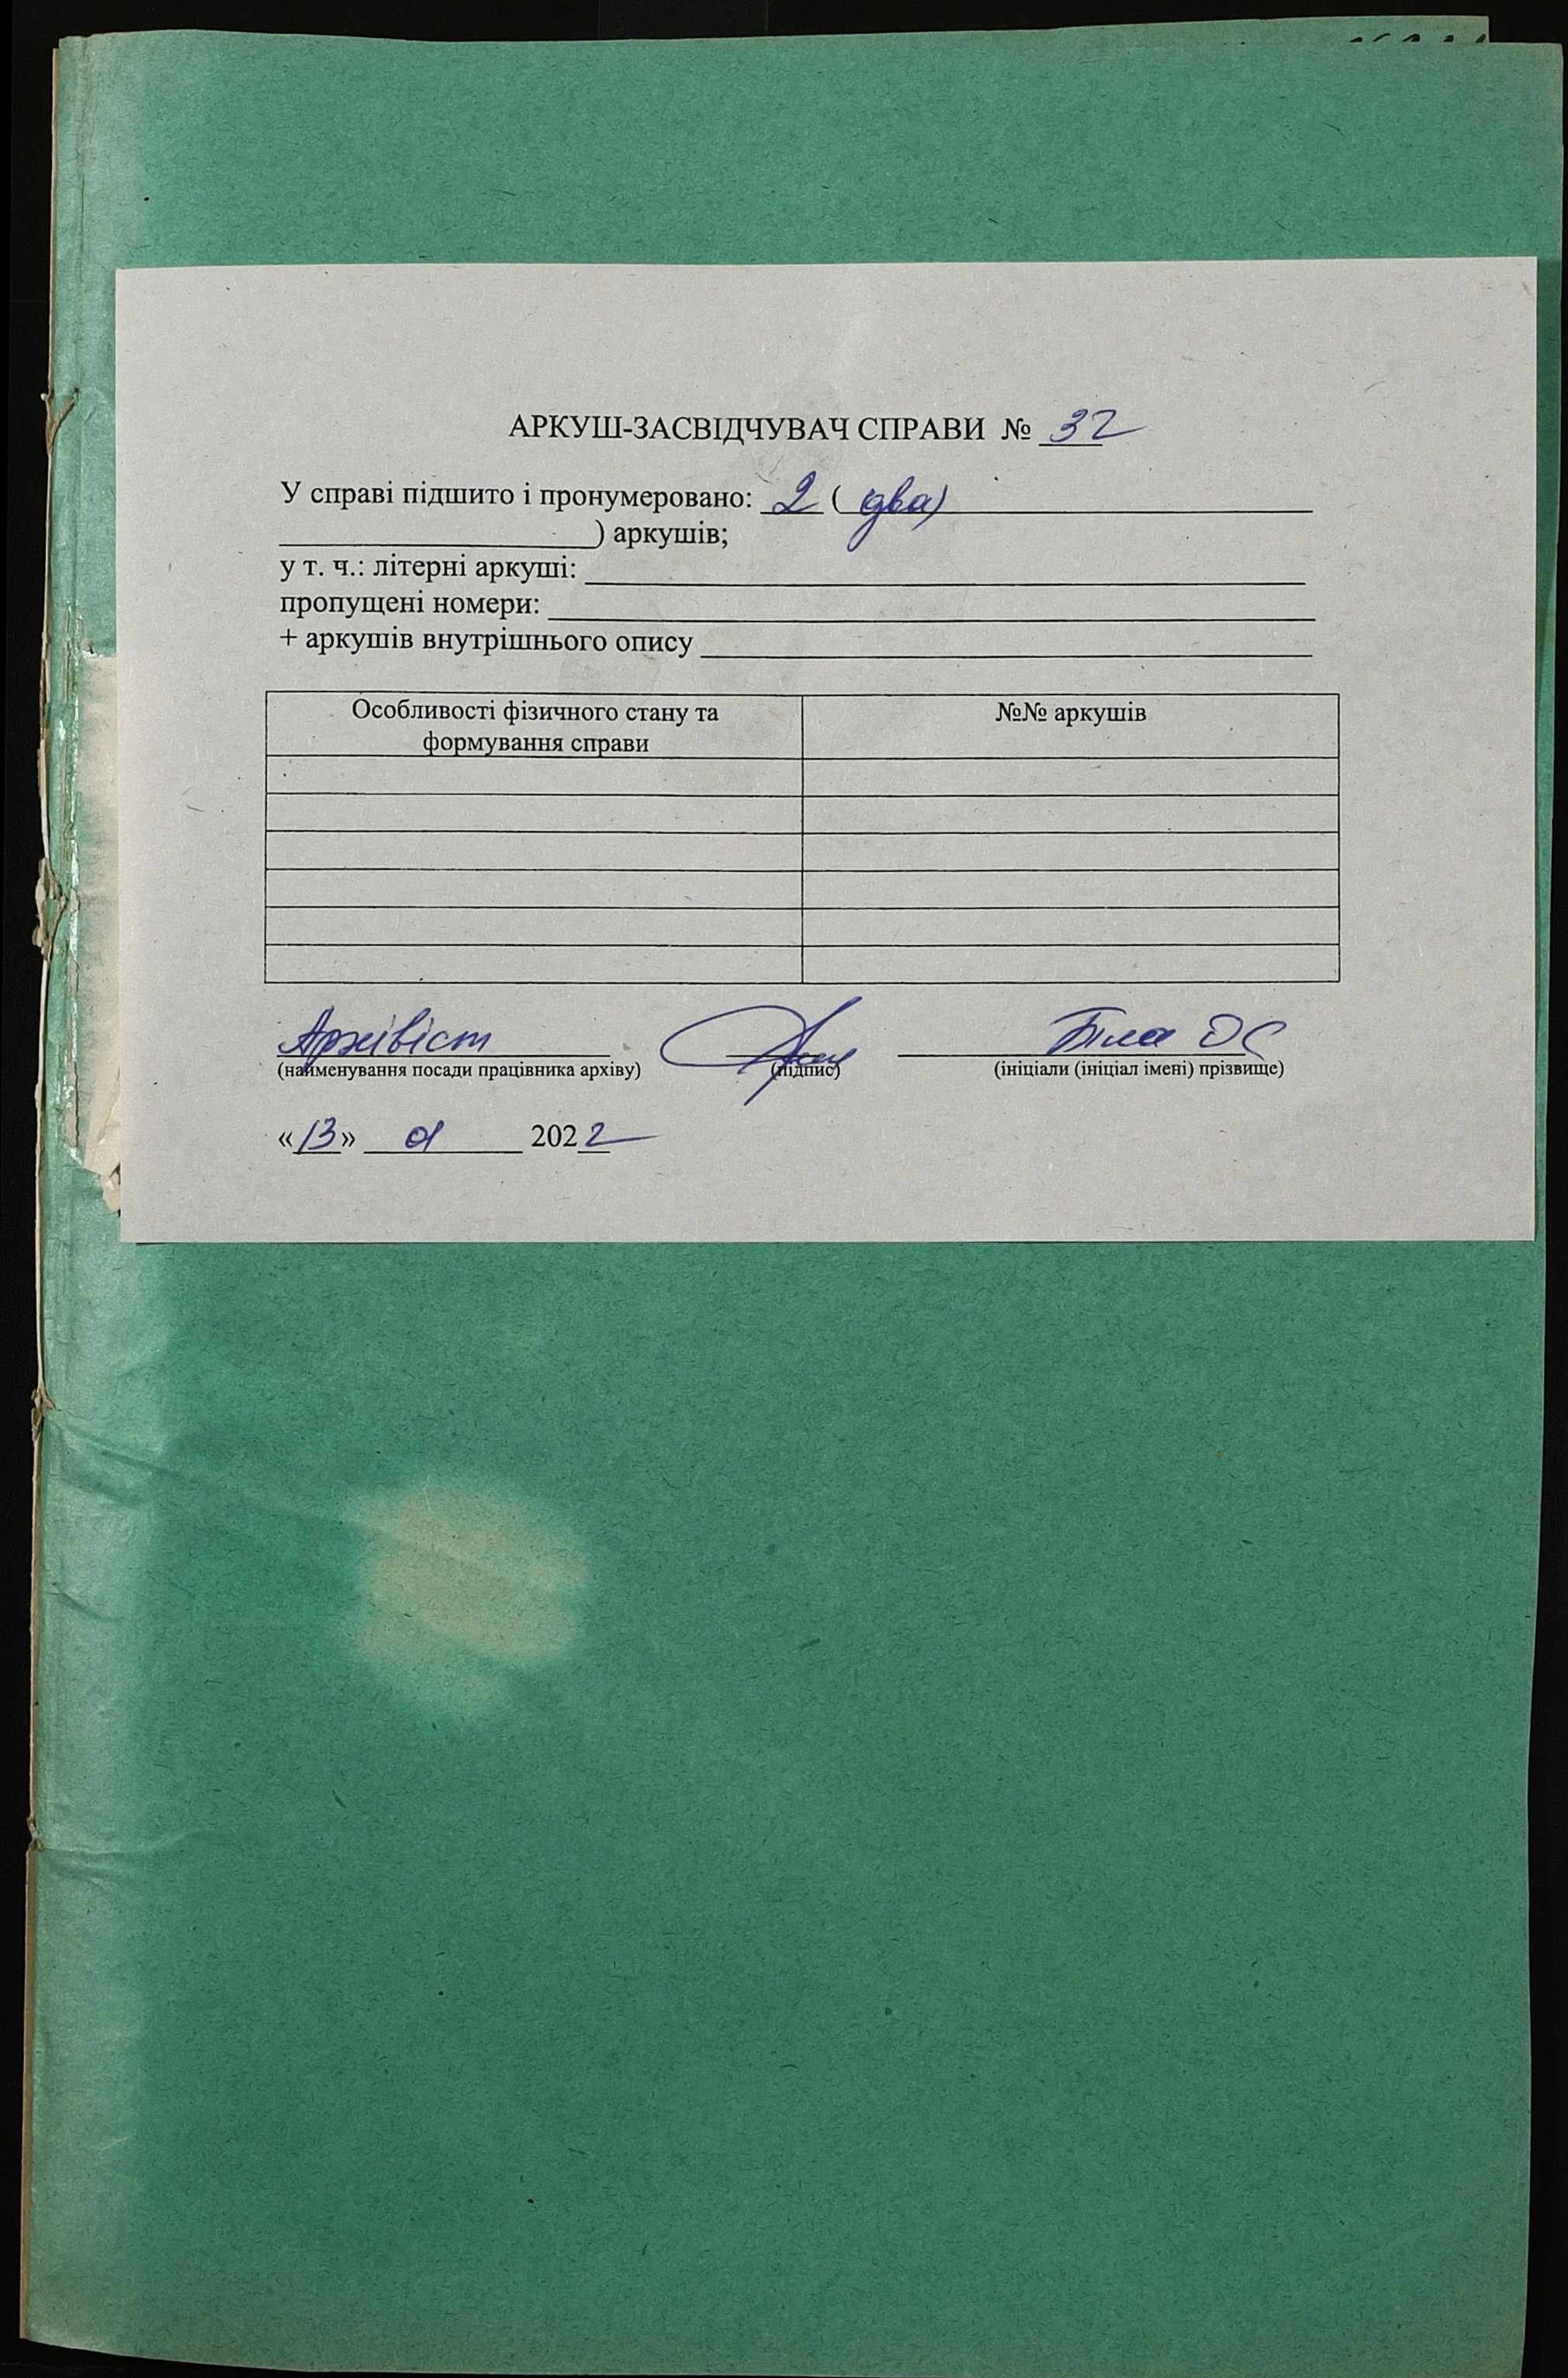 АРКУШ-ЗАСВІДЧУВАЧ СПРАВИ № 32
У справі підшито і пронумеровано: 2 ( два)
) аркушів;
у т. ч.: літерні аркуші:
пропущені номери:
+ аркушів внутрішнього опису
Особливості фізичного стану та формування справи
№№ аркушів
Архівіст Біла ОС
(найменування посади працівника архіву) (підпис) (ініціали (ініціал імені) прізвище)
«13» 01 2022